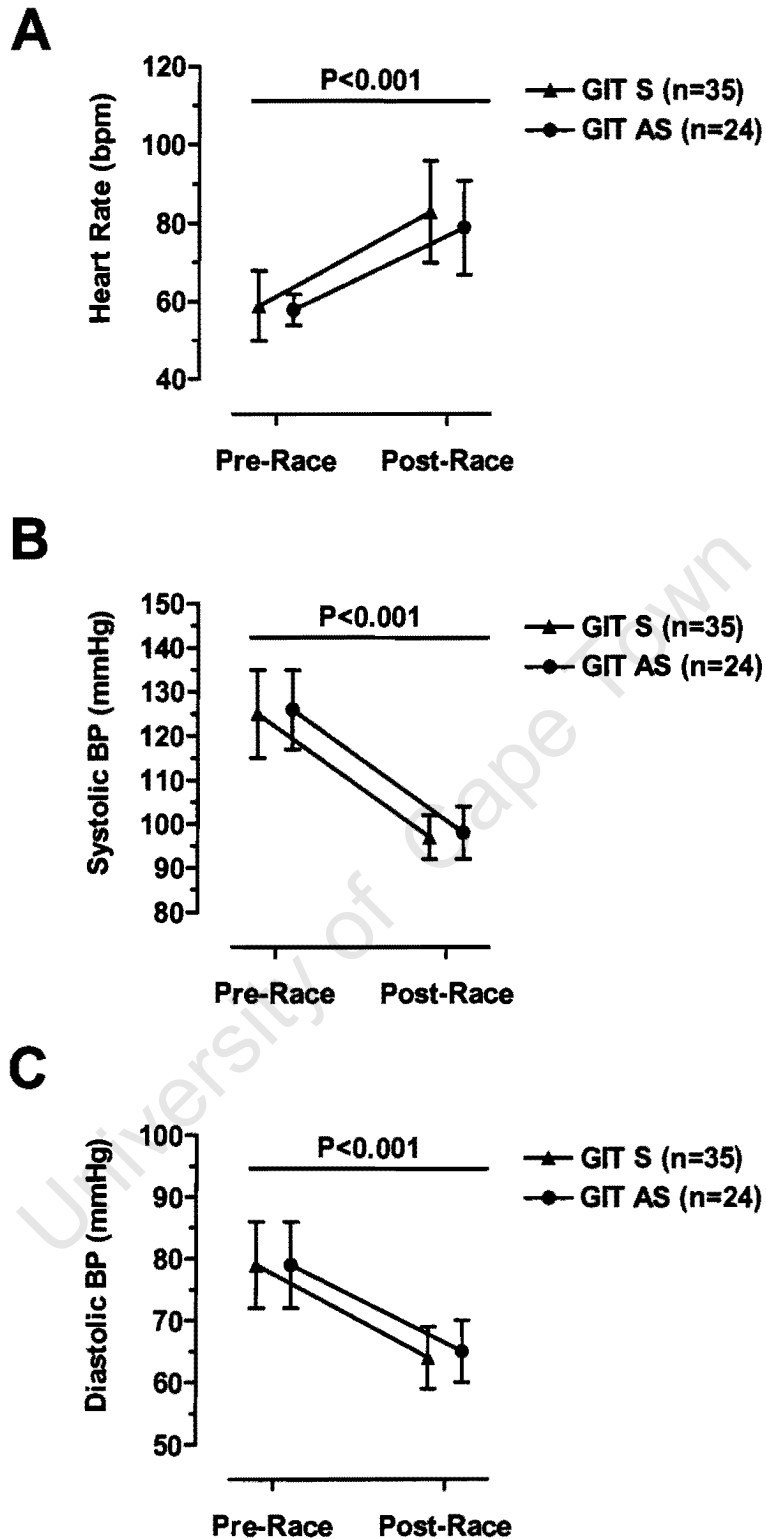 A
120
100
80
60
40
Heart Rate (bpm)
P<0.001
GIT S (n=35)
GIT AS (n=24)
Pre-Race Post-Race
B
150
140
130
120
110
100
90
80
Systolic BP (mmHg)
P<0.001
GIT S (n=35)
GIT AS (n=24)
Pre-Race Post-Race
C
100
90
80
70
60
50
Diastolic BP (mmHg)
P<0.001
GIT S (n=35)
GIT AS (n=24)
Pre-Race Post-Race
University of Cape Town